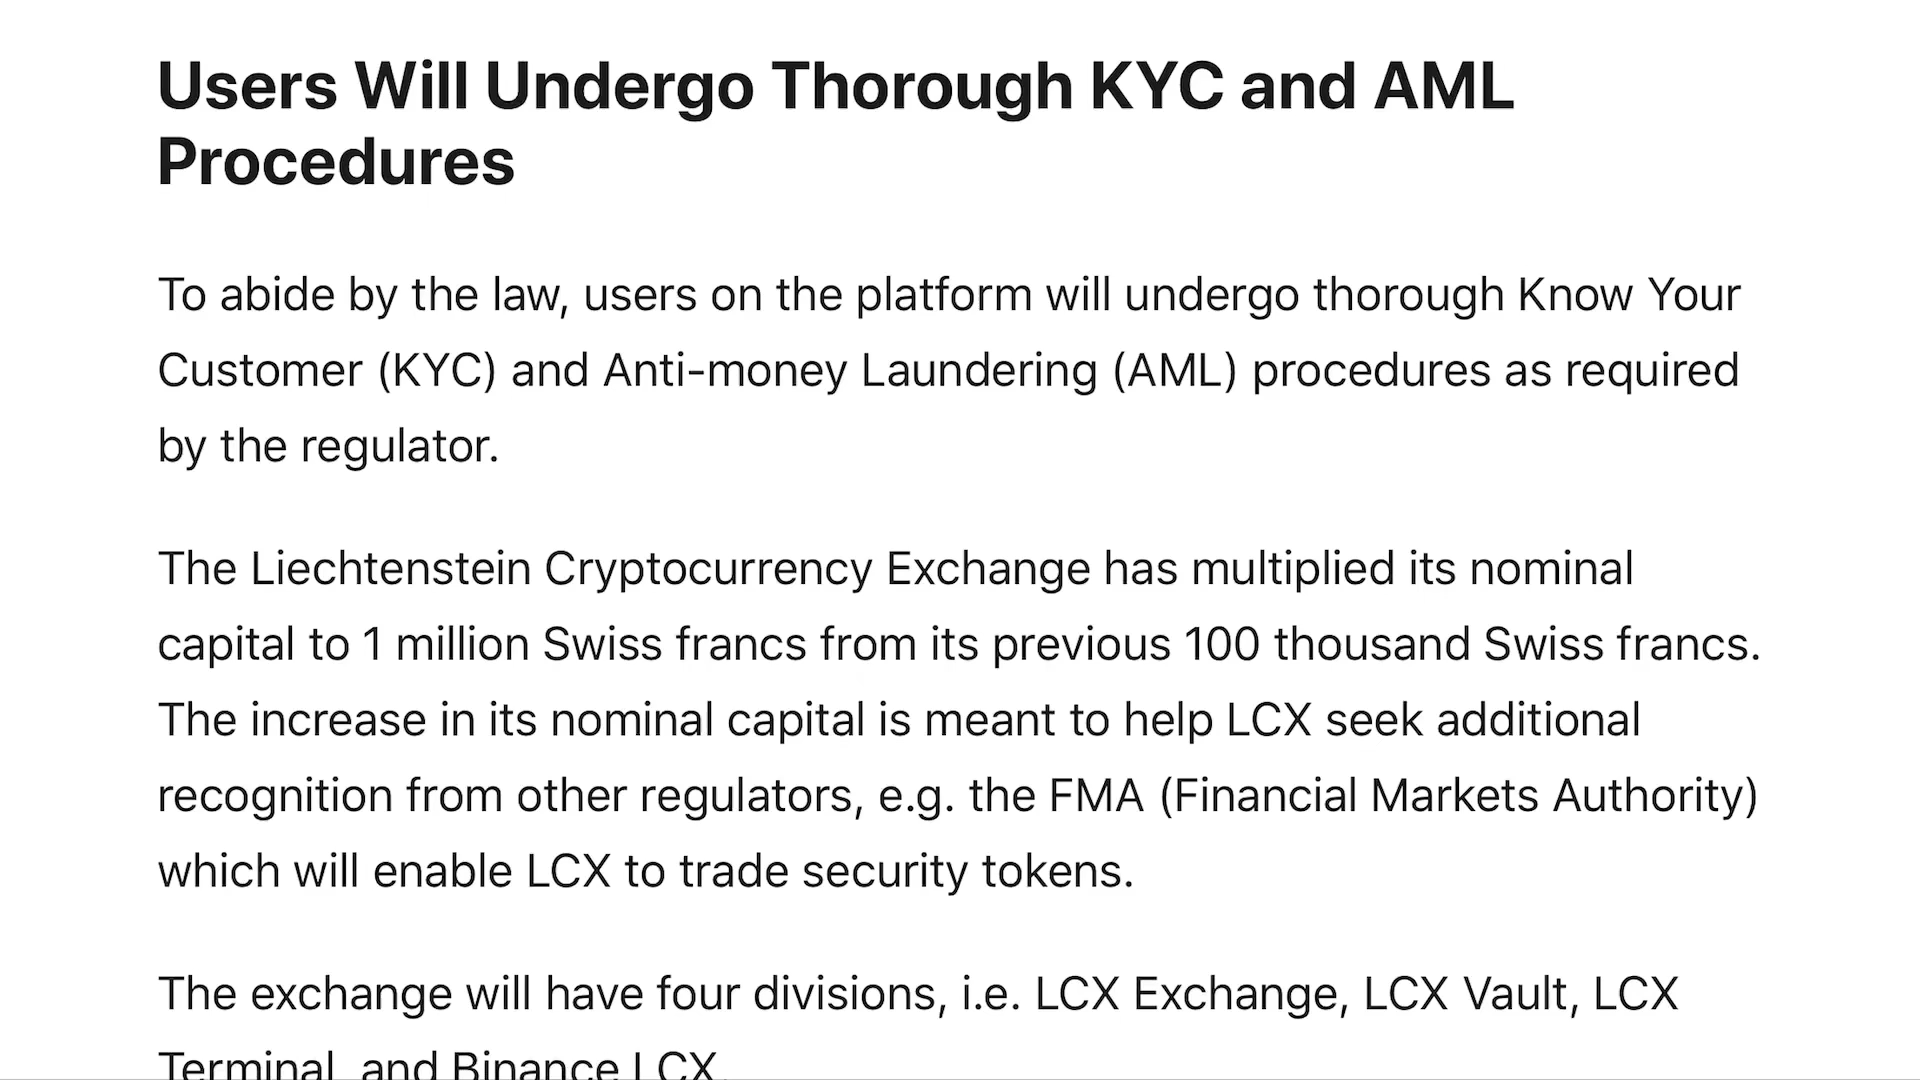 Users Will Undergo Thorough KYC and AML
Procedures
To abide by the law, users on the platform will undergo thorough Know Your
Customer (KYC) and Anti-money Laundering (AML) procedures as required
by the regulator.
The Liechtenstein Cryptocurrency Exchange has multiplied its nominal
capital to 1 million Swiss francs from its previous 100 thousand Swiss francs.
The increase in its nominal capital is meant to help LCX seek additional
recognition from other regulators, e.g. the FMA (Financial Markets Authority)
which will enable LCX to trade security tokens.
The exchange will have four divisions, i.e. LCX Exchange, LCX Vault, LCX
Terminal, and Binance LCX.